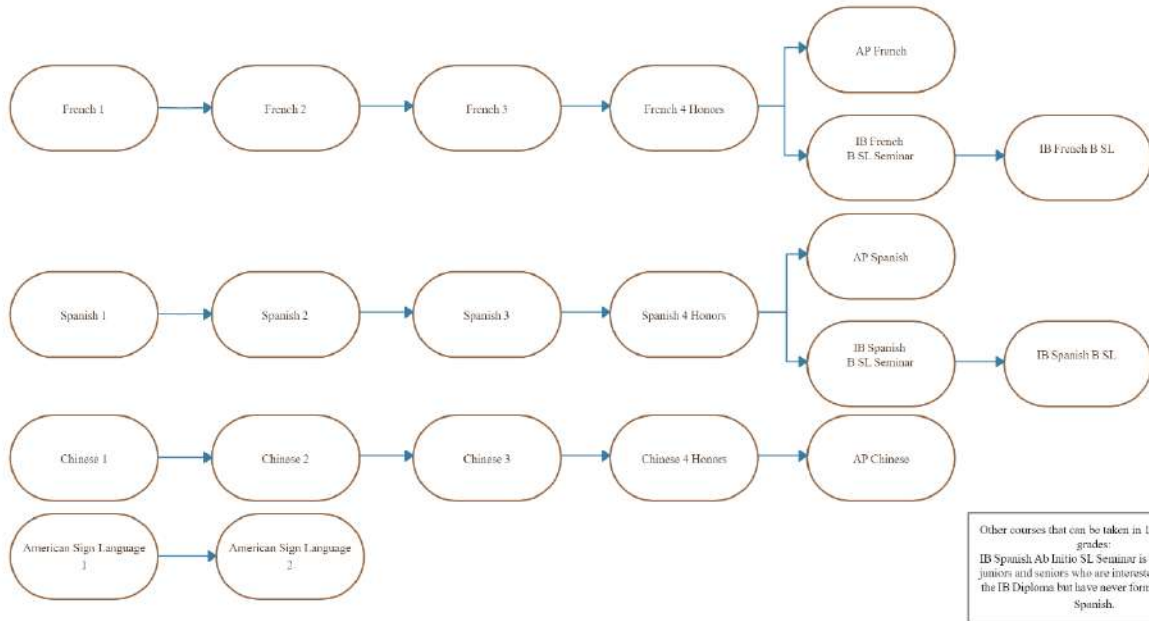 AP French
French 1
French 2
French 3
French 4 Honors
IB French
B SL Seminar
IB French B SL
AP Spanish
Spanish 1
Spanish 2
Spanish 3
Spanish 4 Honors
IB Spanish
B SL Seminar
IB Spanish B SL
Chinese 1
Chinese 2
Chinese 3
Chinese 4 Honors
AP Chinese
American Sign Language
1
American Sign Language
2
Other courses that can be taken in
grades:
IB Spanish Ab Initio SL Seminar is
juniors and seniors who are
the IB Diploma but have never
Spanish.